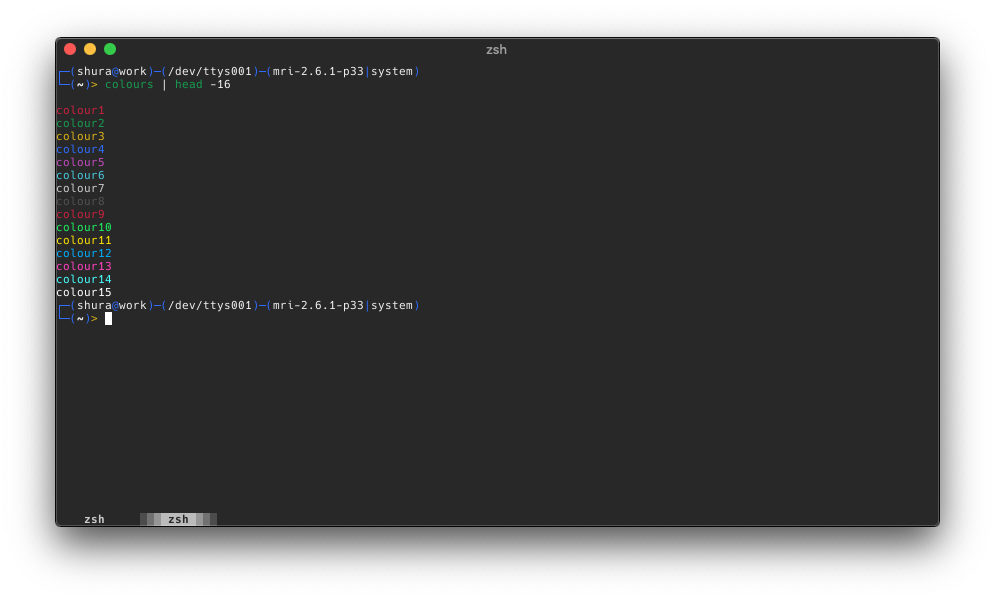 zsh
┌─(shura@work)─(/dev/ttys001)─(mri-2.6.1-p33|system)
└─(~)> colours | head -16
colour1
colour2
colour3
colour4
colour5
colour6
colour7
colour8
colour9
colour10
colour11
colour12
colour13
colour14
colour15
┌─(shura@work)─(/dev/ttys001)─(mri-2.6.1-p33|system)
└─(~)>
zsh zsh